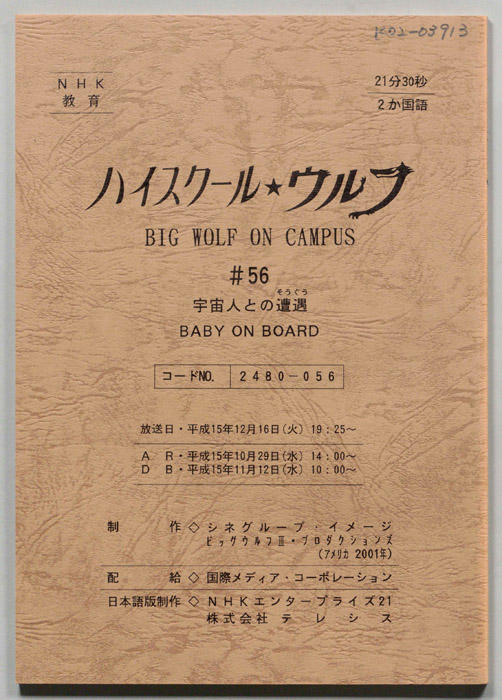 K02-03913
NHK
教育
21分30秒
2か国語
ハイスクール★ウルフ
BIG WOLF ON CAMPUS
#56
そうぐう
宇宙人との遭遇
BABY ON BOARD
コードNO. 2480-056
放送日・平成15年12月16日(火) 19:25~
A R・平成15年10月29日(水) 14:00~
D B・平成15年11月12日(水) 10:00~
制 作◇シネグループ・イメージ
ビッグウルフⅢ・プロダクションズ
(アメリカ 2001年)
配 給◇国際メディア・コーポレーション
日本語版制作◇NHKエンタープライズ21
株式会社テレシス